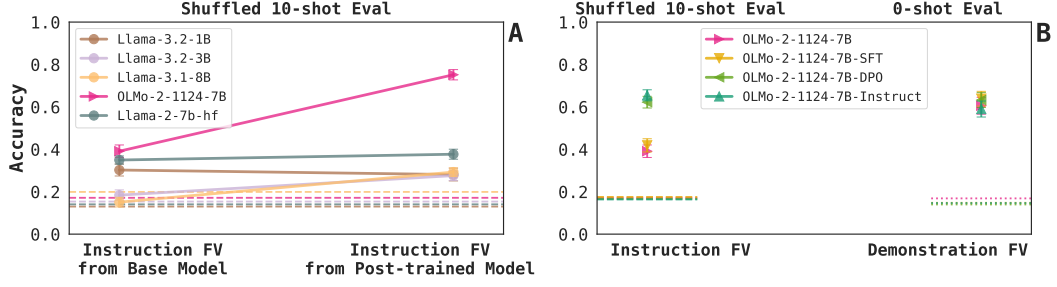 Shuffled 10-shot Eval
A
Accuracy
1.0
0.8
0.6
0.4
0.2
0.0
Llama-3.2-1B
Llama-3.2-3B
Llama-3.1-8B
OLMo-2-1124-7B
Llama-2-7b-hf
Instruction FV
from Base Model
Instruction FV
from Post-trained Model
Shuffled 10-shot Eval
0-shot Eval
B
1.0
0.8
0.6
0.4
0.2
0.0
OLMo-2-1124-7B
OLMo-2-1124-7B-SFT
OLMo-2-1124-7B-DPO
OLMo-2-1124-7B-Instruct
Instruction FV
Demonstration FV